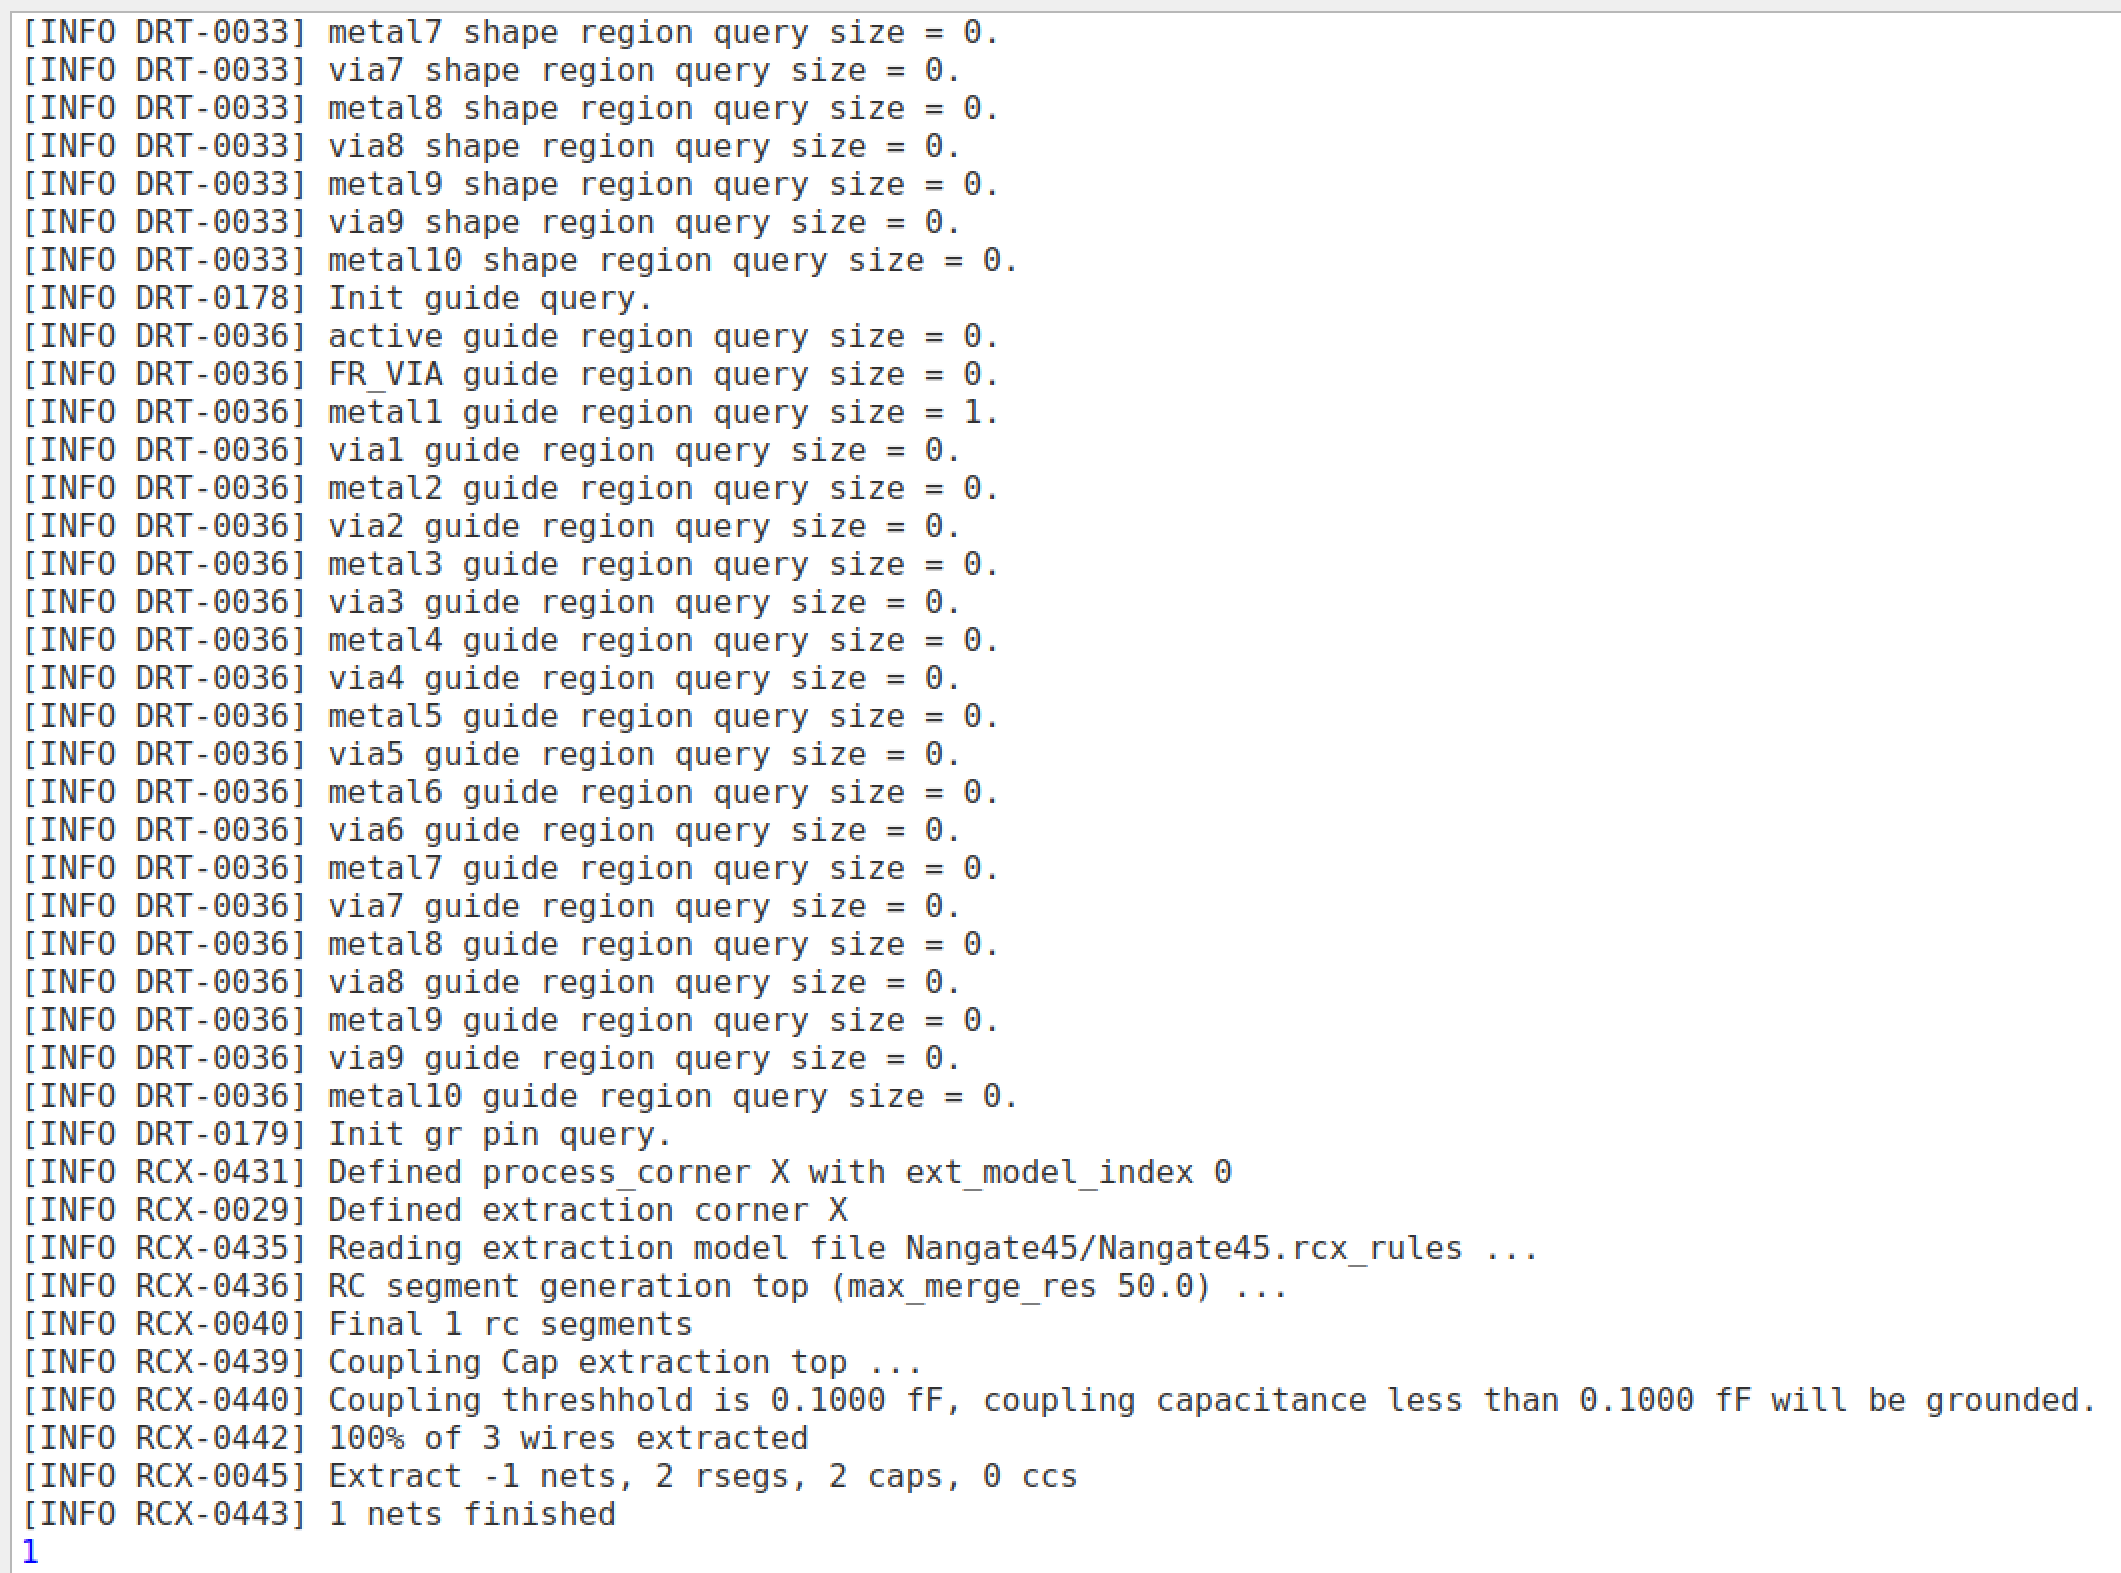 [INFO DRT-0033] metal7 shape region query size = 0.
[INFO DRT-0033] via7 shape region query size = 0.
[INFO DRT-0033] metal8 shape region query size = 0.
[INFO DRT-0033] via8 shape region query size = 0.
[INFO DRT-0033] metal9 shape region query size = 0.
[INFO DRT-0033] via9 shape region query size = 0.
[INFO DRT-0033] metal10 shape region query size = 0.
[INFO DRT-0178] Init guide query.
[INFO DRT-0036] active guide region query size = 0.
[INFO DRT-0036] FR_VIA guide region query size = 0.
[INFO DRT-0036] metal1 guide region query size = 1.
[INFO DRT-0036] via1 guide region query size = 0.
[INFO DRT-0036] metal2 guide region query size = 0.
[INFO DRT-0036] via2 guide region query size = 0.
[INFO DRT-0036] metal3 guide region query size = 0.
[INFO DRT-0036] via3 guide region query size = 0.
[INFO DRT-0036] metal4 guide region query size = 0.
[INFO DRT-0036] via4 guide region query size = 0.
[INFO DRT-0036] metal5 guide region query size = 0.
[INFO DRT-0036] via5 guide region query size = 0.
[INFO DRT-0036] metal6 guide region query size = 0.
[INFO DRT-0036] via6 guide region query size = 0.
[INFO DRT-0036] metal7 guide region query size = 0.
[INFO DRT-0036] via7 guide region query size = 0.
[INFO DRT-0036] metal8 guide region query size = 0.
[INFO DRT-0036] via8 guide region query size = 0.
[INFO DRT-0036] metal9 guide region query size = 0.
[INFO DRT-0036] via9 guide region query size = 0.
[INFO DRT-0036] metal10 guide region query size = 0.
[INFO DRT-0179] Init gr pin query.
[INFO RCX-0431] Defined process_corner X with ext_model_index 0
[INFO RCX-0029] Defined extraction corner X
[INFO RCX-0435] Reading extraction model file Nangate45/Nangate45.rcx_rules ...
[INFO RCX-0436] RC segment generation top (max_merge_res 50.0) ...
[INFO RCX-0040] Final 1 rc segments
[INFO RCX-0439] Coupling Cap extraction top ...
[INFO RCX-0440] Coupling threshhold is 0.1000 fF, coupling capacitance less than 0.1000 fF will be grounded.
[INFO RCX-0442] 100% of 3 wires extracted
[INFO RCX-0045] Extract -1 nets, 2 rsegs, 2 caps, 0 ccs
[INFO RCX-0443] 1 nets finished
1